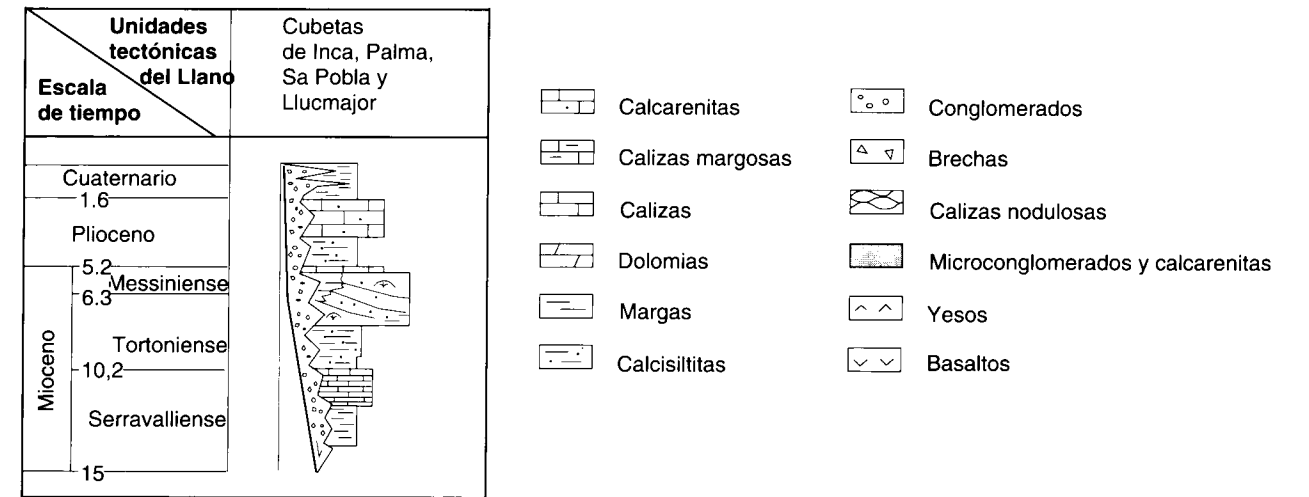 Unidades
tectónicas
del Llano
Escala
de tiempo
Cubetas
de Inca, Palma,
Sa Pobla y
Llucmajor
Cuaternario
1.6
Plioceno
5.2
Messiniense
6.3
Tortoniense
10,2
Serravalliense
15
Mioceno
Calcarenitas
Calizas margosas
Calizas
Dolomias
Margas
Calcisiltitas
Conglomerados
Brechas
Calizas nodulosas
Microconglomerados y calcarenitas
Yesos
Basaltos